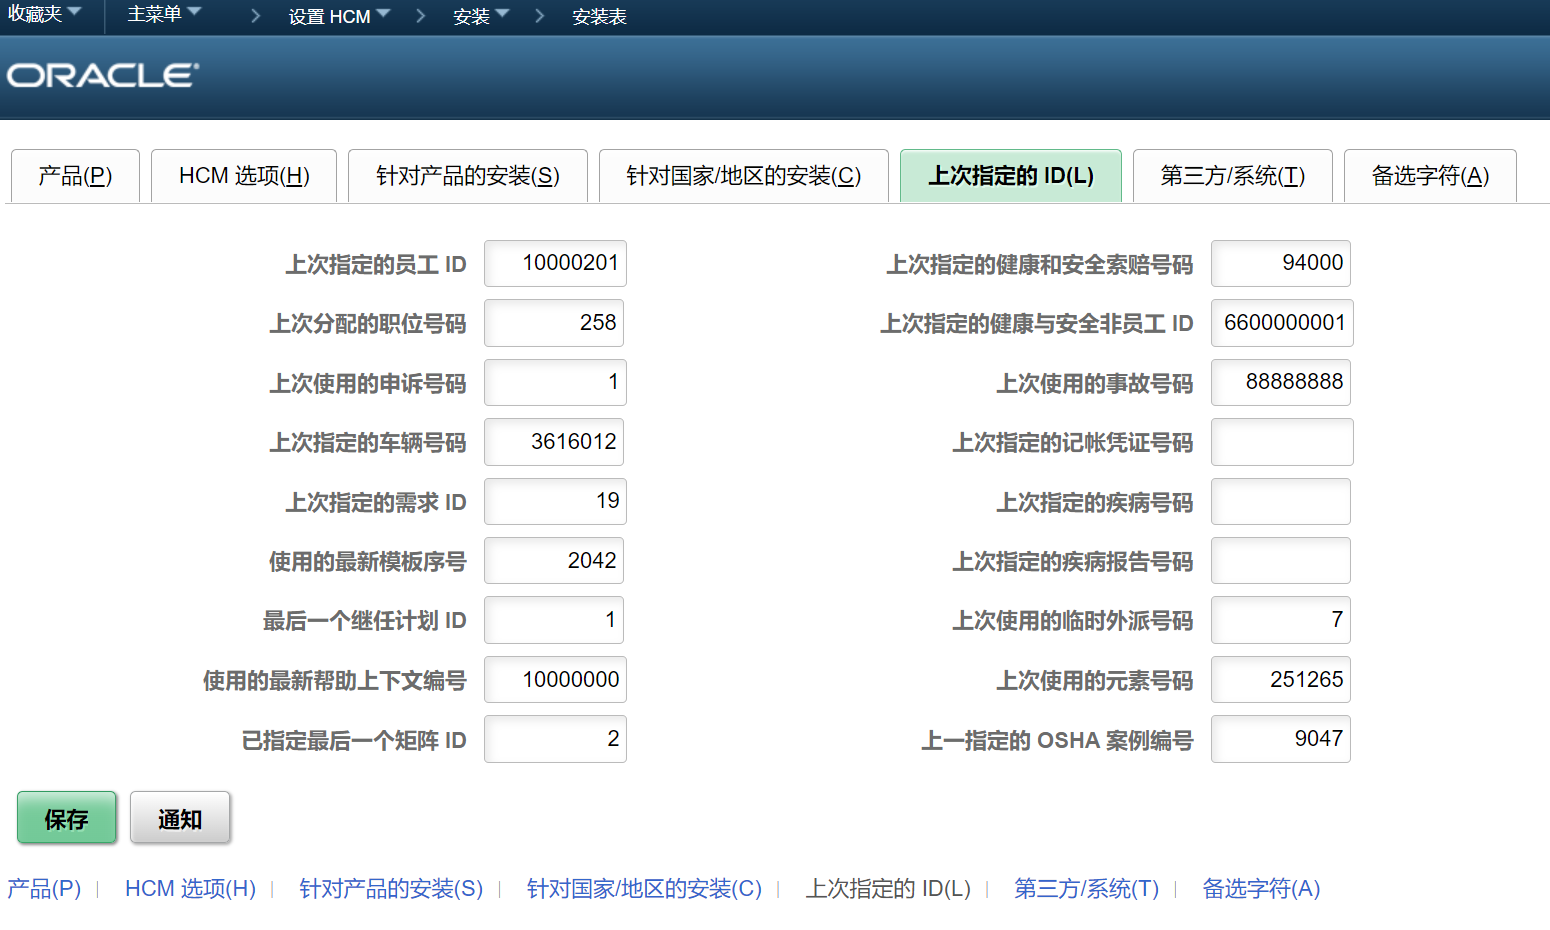 收藏夹 主菜单 > 设置 HCM > 安装 > 安装表
ORACLE®
产品(P) HCM 选项(H) 针对产品的安装(S) 针对国家/地区的安装(C) 上次指定的 ID(L) 第三方/系统(T) 备选字符(A)
上次指定的员工 ID 10000201 上次指定的健康和安全索赔号码 94000
上次分配的职位号码 258 上次指定的健康与安全非员工 ID 6600000001
上次使用的申诉号码 1 上次使用的事故号码 88888888
上次指定的车辆号码 3616012 上次指定的记帐凭证号码
上次指定的需求 ID 19 上次指定的疾病号码
使用的最新模板序号 2042 上次指定的疾病报告号码
最后一个继任计划 ID 1 上次使用的临时外派号码 7
使用的最新帮助上下文编号 10000000 上次使用的元素号码 251265
已指定最后一个矩阵 ID 2 上一指定的 OSHA 案例编号 9047
保存 通知
产品(P) | HCM 选项(H) | 针对产品的安装(S) | 针对国家/地区的安装(C) | 上次指定的 ID(L) | 第三方/系统(T) | 备选字符(A)